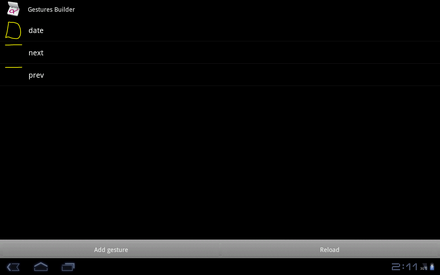 Gestures Builder
date
next
prev
Add gesture
Reload
2:11